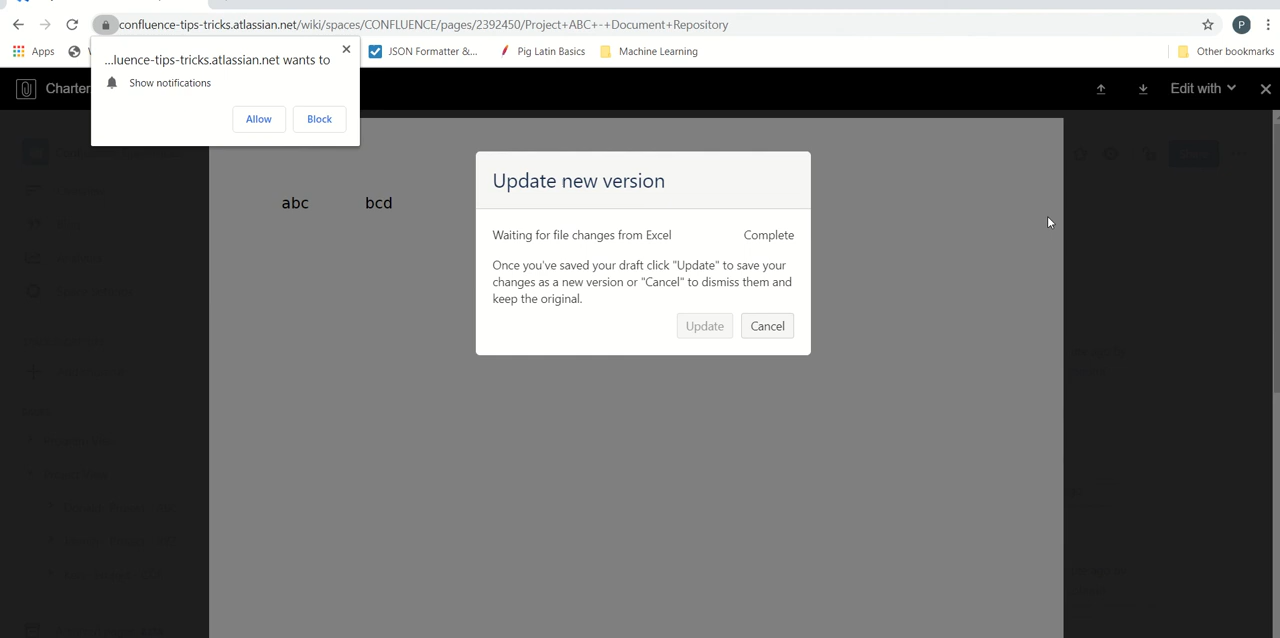 confluence-tips-tricks.atlassian.net/wiki/spaces/CONFLUENCE/pages/2392450/Project+ABC+-+Document+Repository
P
Apps
JSON Formatter &...
Pig Latin Basics
Machine Learning
Other bookmarks
...luence-tips-tricks.atlassian.net wants to
Show notifications
Allow
Block
Charter
Edit with
abc bcd
Update new version
Waiting for file changes from Excel
Complete
Once you've saved your draft click "Update" to save your
changes as a new version or "Cancel" to dismiss them and
keep the original.
Update
Cancel